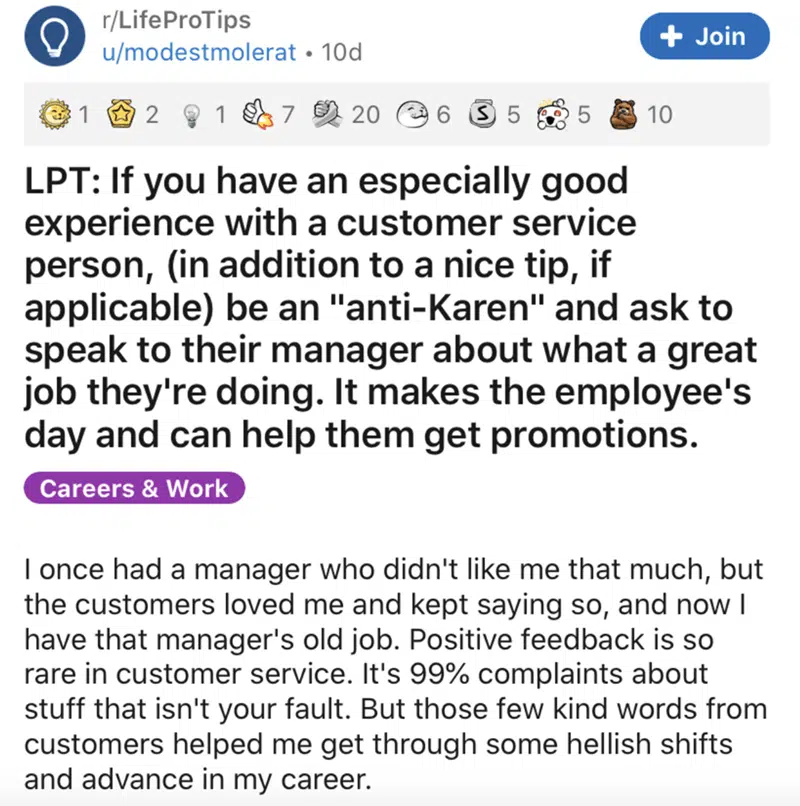 r/LifeProTips
u/modestmolerat • 10d
+ Join
1 2 1 7 20 6 S 5 5 10
LPT: If you have an especially good
experience with a customer service
person, (in addition to a nice tip, if
applicable) be an "anti-Karen" and ask to
speak to their manager about what a great
job they're doing. It makes the employee's
day and can help them get promotions.
Careers & Work
I once had a manager who didn't like me that much, but
the customers loved me and kept saying so, and now I
have that manager's old job. Positive feedback is so
rare in customer service. It's 99% complaints about
stuff that isn't your fault. But those few kind words from
customers helped me get through some hellish shifts
and advance in my career.